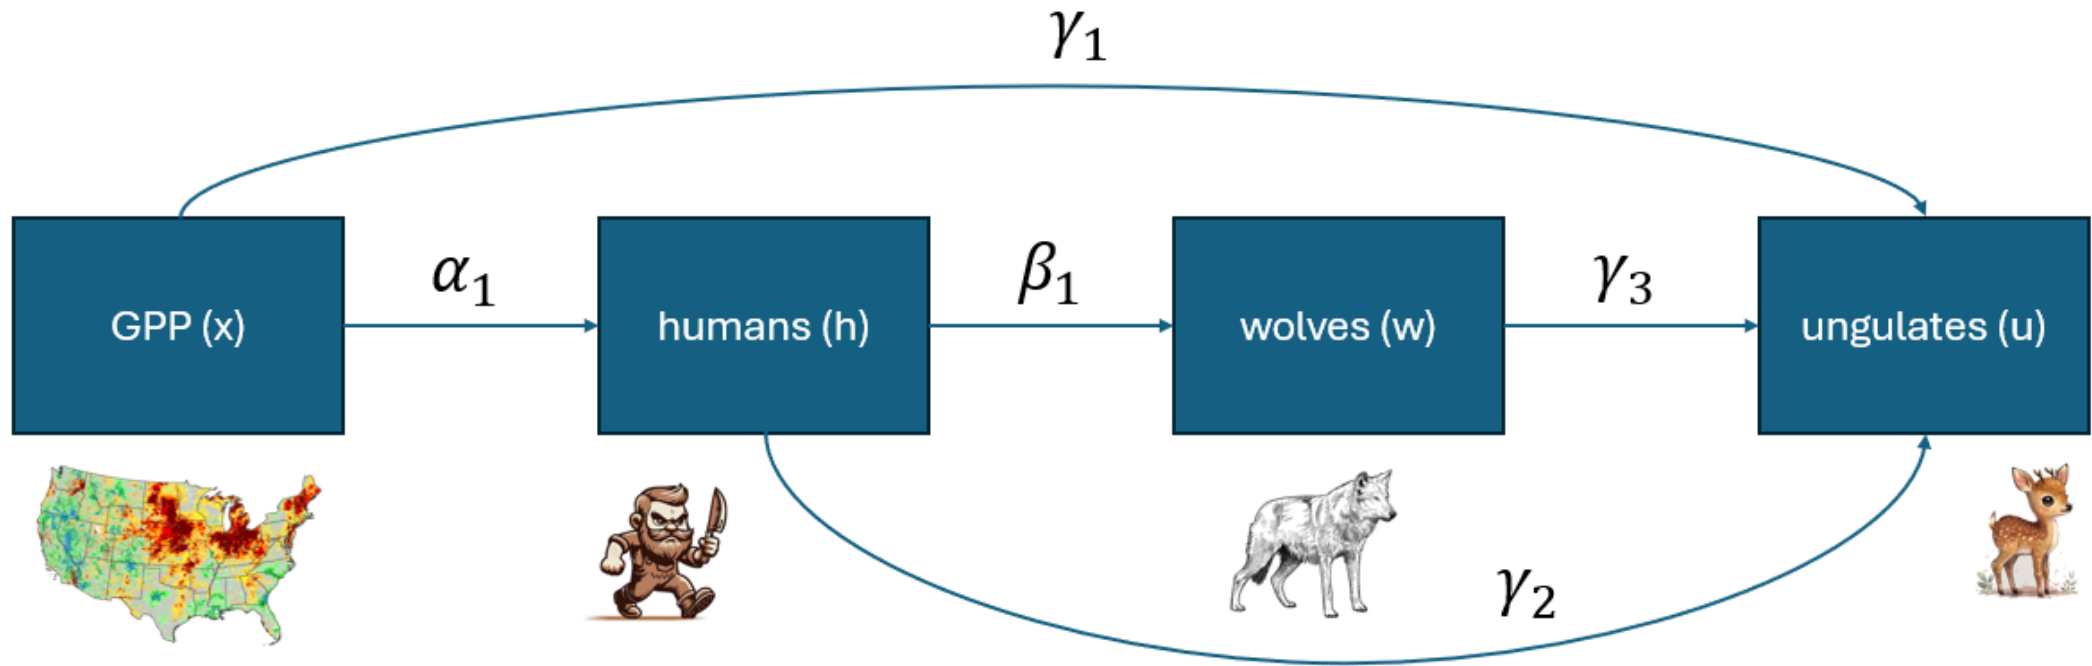 γ₁
α₁
β₁
γ₃
GPP (x)
humans (h)
wolves (w)
ungulates (u)
γ₂